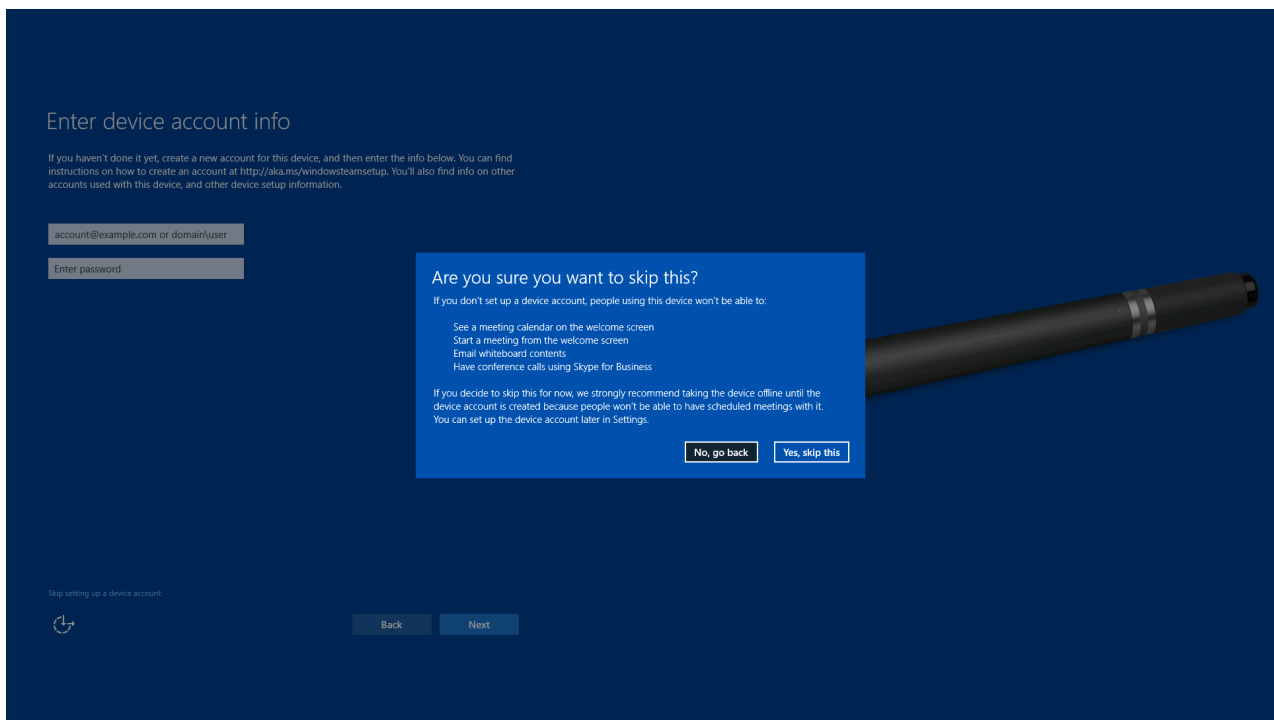 Enter device account info
If you haven't done it yet, create a new account for this device, and then enter the info below. You can find
instructions on how to create an account at http://aka.ms/windowsteamsetup. You'll also find info on other
accounts used with this device, and other device setup information.
account@example.com or domain\user
Enter password
Are you sure you want to skip this?
If you don't set up a device account, people using this device won't be able to:
See a meeting calendar on the welcome screen
Start a meeting from the welcome screen
Email whiteboard contents
Have conference calls using Skype for Business
If you decide to skip this for now, we strongly recommend taking the device offline until the
device account is created because people won't be able to have scheduled meetings with it.
You can set up the device account later in Settings.
No, go back
Yes, skip this
Skip setting up a device account
Back
Next